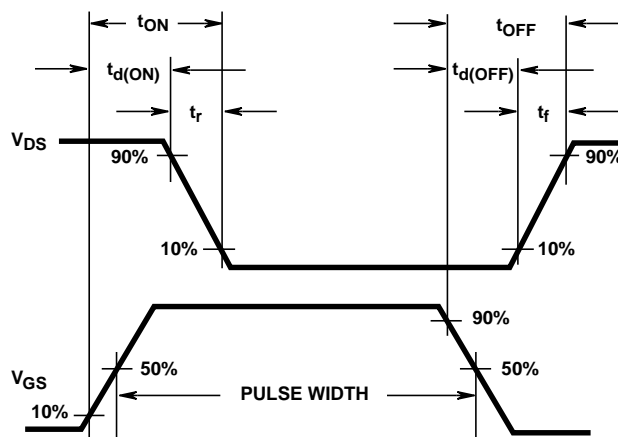 tON tOFF
td(ON) td(OFF)
tr tf
VDS
90% 90%
10% 10%
90%
50% 50%
VGS PULSE WIDTH
10%